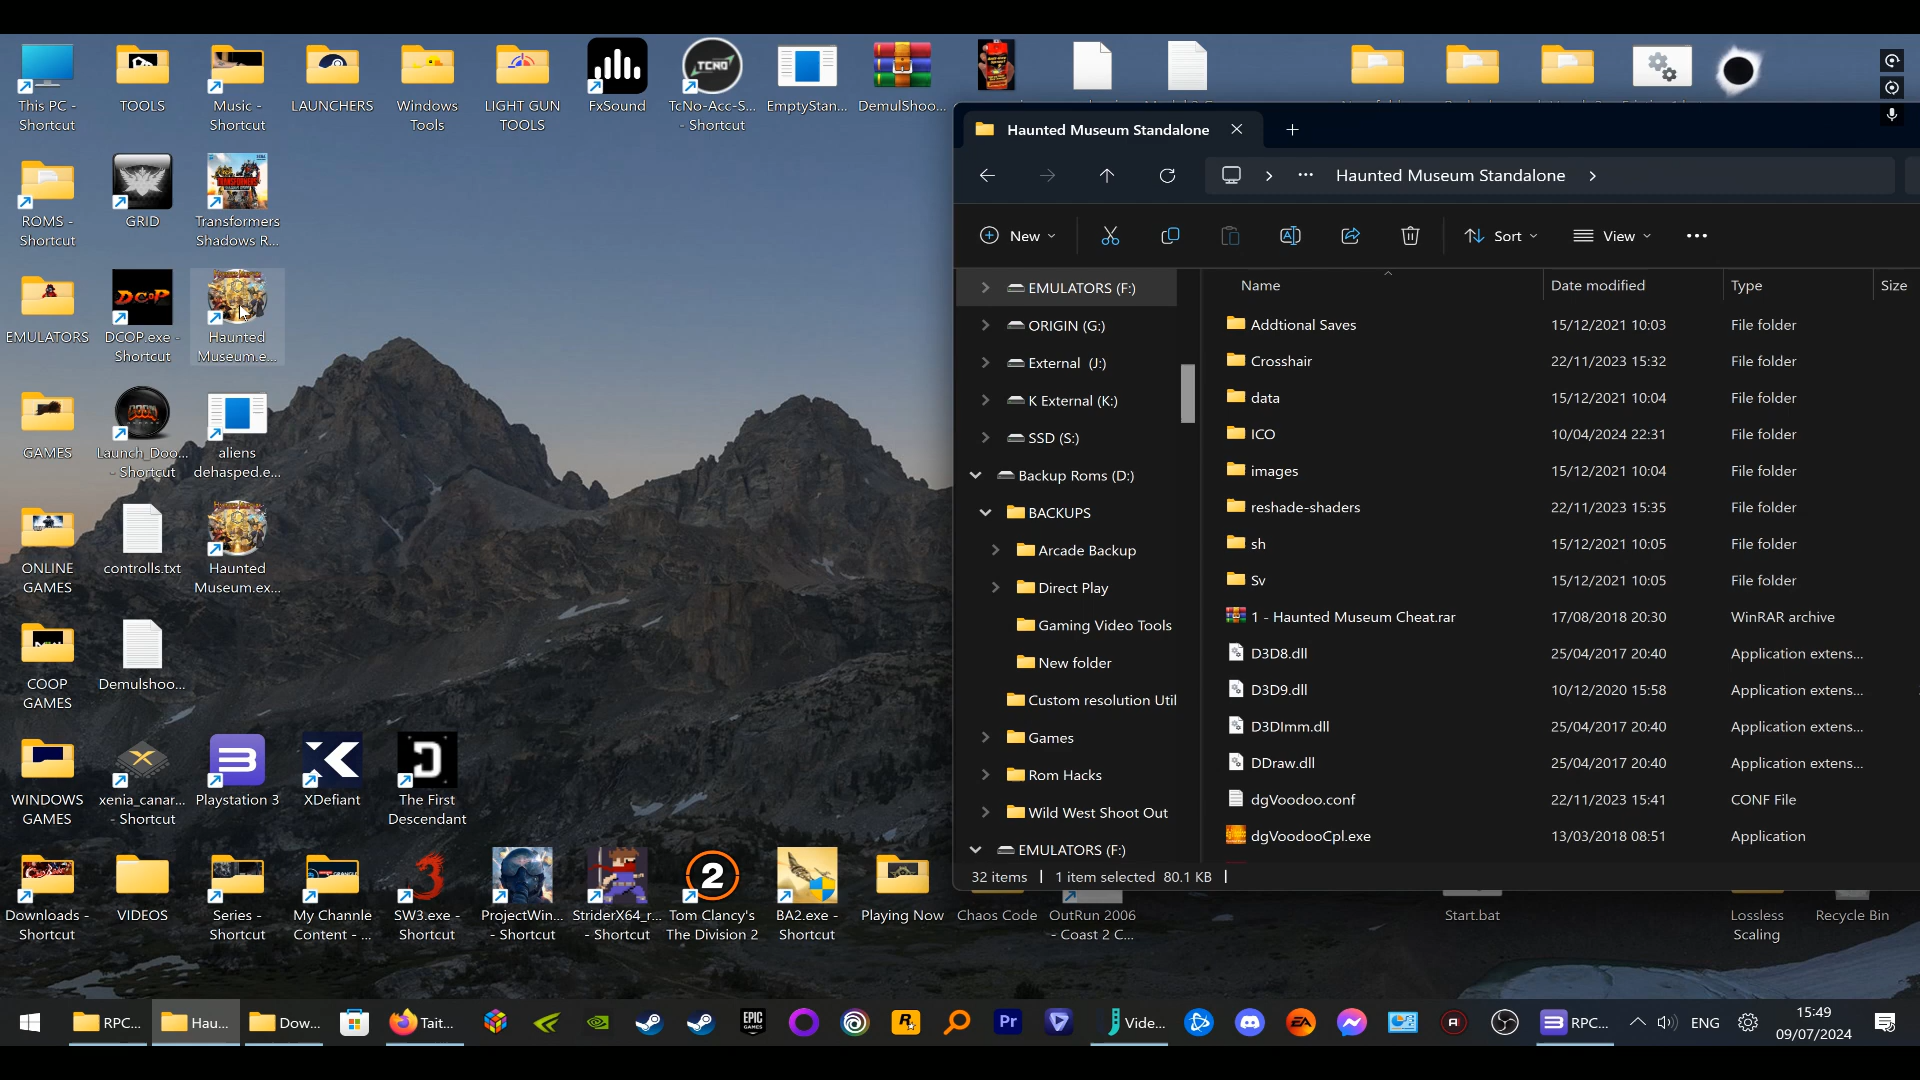 This PC -
Shortcut
TOOLS
Music -
Shortcut
LAUNCHERS
Windows
Tools
LIGHT GUN
TOOLS
FxSound
TcNo-Acc-S...
- Shortcut
EmptyStan...
DemulShoo...
TCNO
ROMS -
Shortcut
GRID
Transformers
Shadows R...
EMULATORS
DCOP
DCOP.exe -
Shortcut
Haunted
Museum.e...
GAMES
DOOM
Launch_Doo...
- Shortcut
aliens
dehasped.e...
ONLINE
GAMES
controlls.txt
Haunted
Museum.ex...
COOP
GAMES
Demulshoo...
WINDOWS
GAMES
xenia_canar...
- Shortcut
Playstation 3
XDefiant
The First
Descendant
Downloads -
Shortcut
VIDEOS
Series -
Shortcut
My Channle
Content - ...
SW3.exe -
Shortcut
ProjectWin...
- Shortcut
StriderX64_r...
- Shortcut
Tom Clancy's
The Division 2
BA2.exe -
Shortcut
Playing Now
Chaos Code
OutRun 2006
- Coast 2 C...
Start.bat
Lossless
Scaling
Recycle Bin
Haunted Museum Standalone
Haunted Museum Standalone
New
Sort
View
Name Date modified Type Size
EMULATORS (F:)
ORIGIN (G:)
External (J:)
K External (K:)
SSD (S:)
Backup Roms (D:)
BACKUPS
Arcade Backup
Direct Play
Gaming Video Tools
New folder
Custom resolution Util
Games
Rom Hacks
Wild West Shoot Out
EMULATORS (F:)
Addtional Saves 15/12/2021 10:03 File folder
Crosshair 22/11/2023 15:32 File folder
data 15/12/2021 10:04 File folder
ICO 10/04/2024 22:31 File folder
images 15/12/2021 10:04 File folder
reshade-shaders 22/11/2023 15:35 File folder
sh 15/12/2021 10:05 File folder
Sv 15/12/2021 10:05 File folder
1 - Haunted Museum Cheat.rar 17/08/2018 20:30 WinRAR archive
D3D8.dll 25/04/2017 20:40 Application extens...
D3D9.dll 10/12/2020 15:58 Application extens...
D3DImm.dll 25/04/2017 20:40 Application extens...
DDraw.dll 25/04/2017 20:40 Application extens...
dgVoodoo.conf 22/11/2023 15:41 CONF File
dgVoodooCpl.exe 13/03/2018 08:51 Application
32 items | 1 item selected 80.1 KB |
RPC...
Hau...
Dow...
Tait...
EPIC
GAMES
Pr
Vide...
EA
RPC...
ENG
15:49
09/07/2024